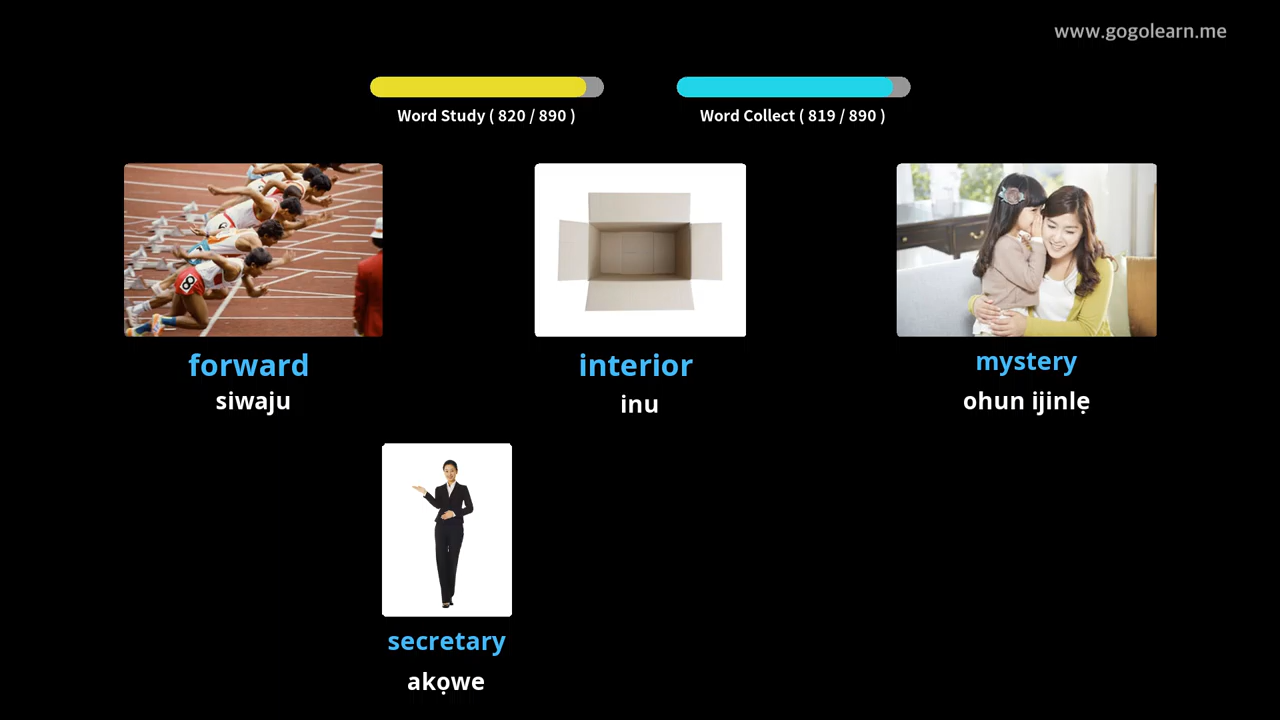 www.gogolearn.me
Word Study ( 820 / 890 )
Word Collect ( 819 / 890 )
forward
siwaju
interior
inu
mystery
ohun ijinlẹ
secretary
akọwe